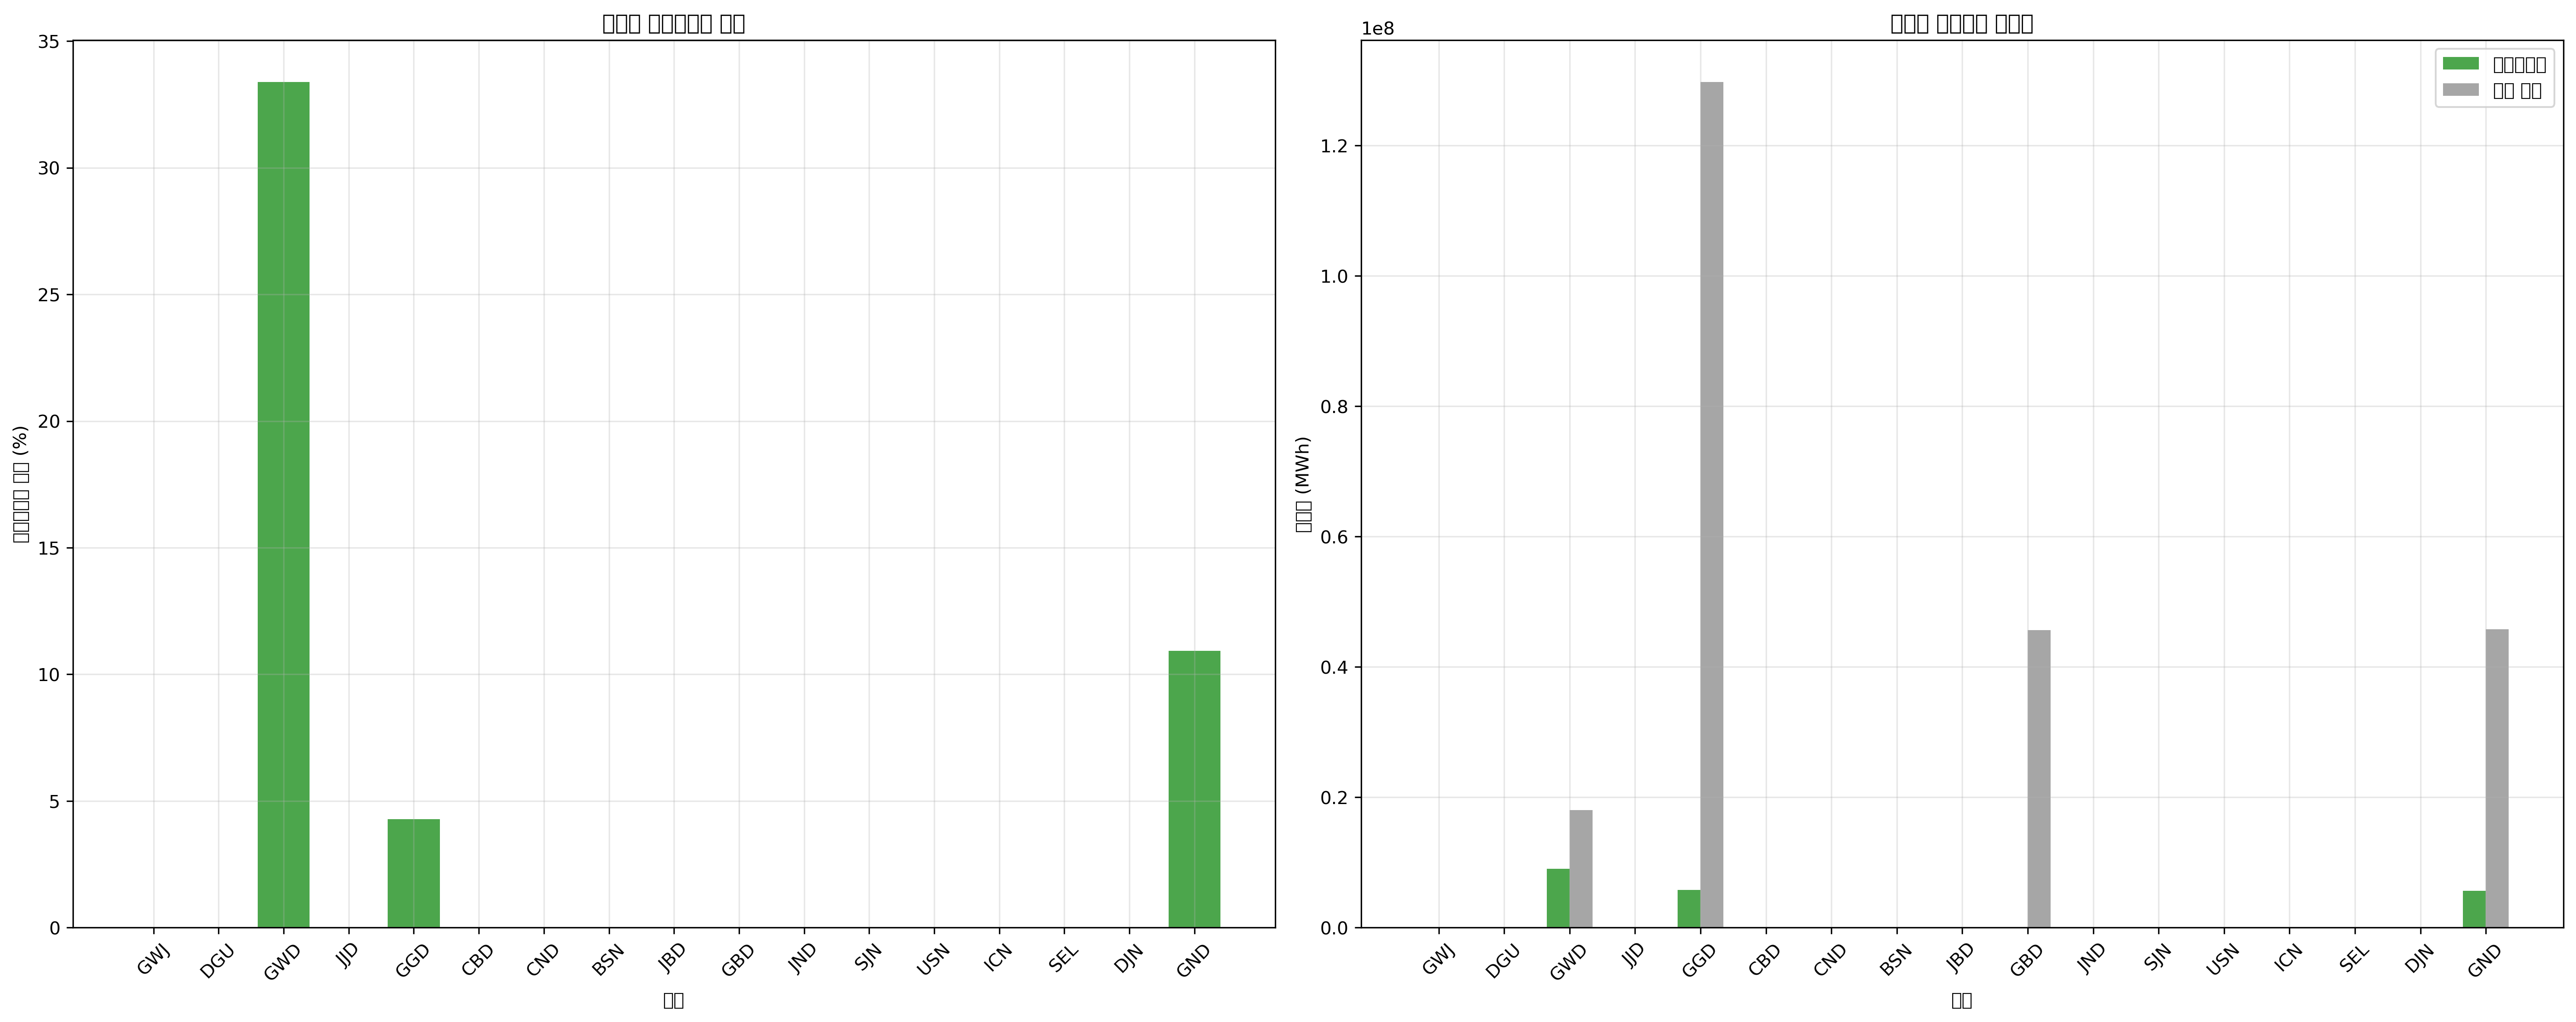 35
30
25
20
15
10
5
0
(%)
GWJ
DGU
GWD
JJD
GGD
CBD
CND
BSN
JBD
GBD
JND
SJN
USN
ICN
SEL
DJN
GND
1e8
1.2
1.0
0.8
0.6
0.4
0.2
0.0
(MWh)
GWJ
DGU
GWD
JJD
GGD
CBD
CND
BSN
JBD
GBD
JND
SJN
USN
ICN
SEL
DJN
GND